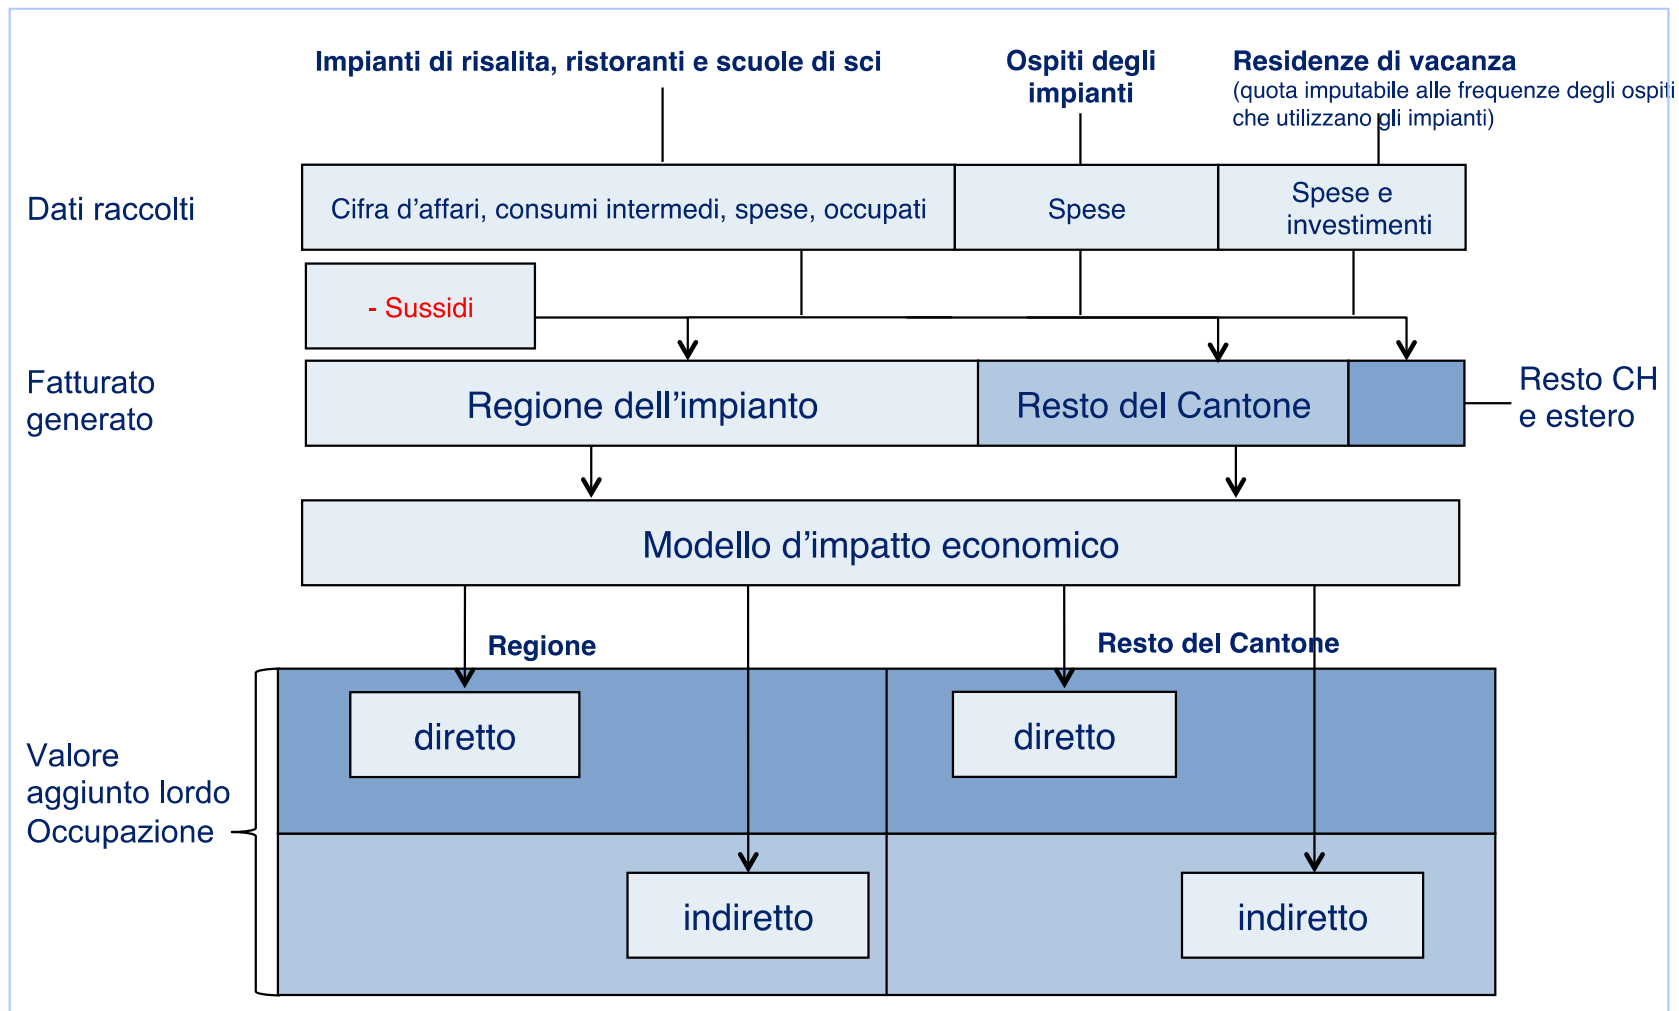 Impianti di risalita, ristoranti e scuole di sci
Ospiti degli
impianti
Residenze di vacanza
(quota imputabile alle frequenze degli ospiti
che utilizzano gli impianti)
Dati raccolti
Cifra d'affari, consumi intermedi, spese, occupati
Spese
Spese e
investimenti
- Sussidi
Fatturato
generato
Regione dell'impianto
Resto del Cantone
Resto CH
e estero
Modello d'impatto economico
Regione
Resto del Cantone
diretto
diretto
Valore
aggiunto lordo
Occupazione
indiretto
indiretto